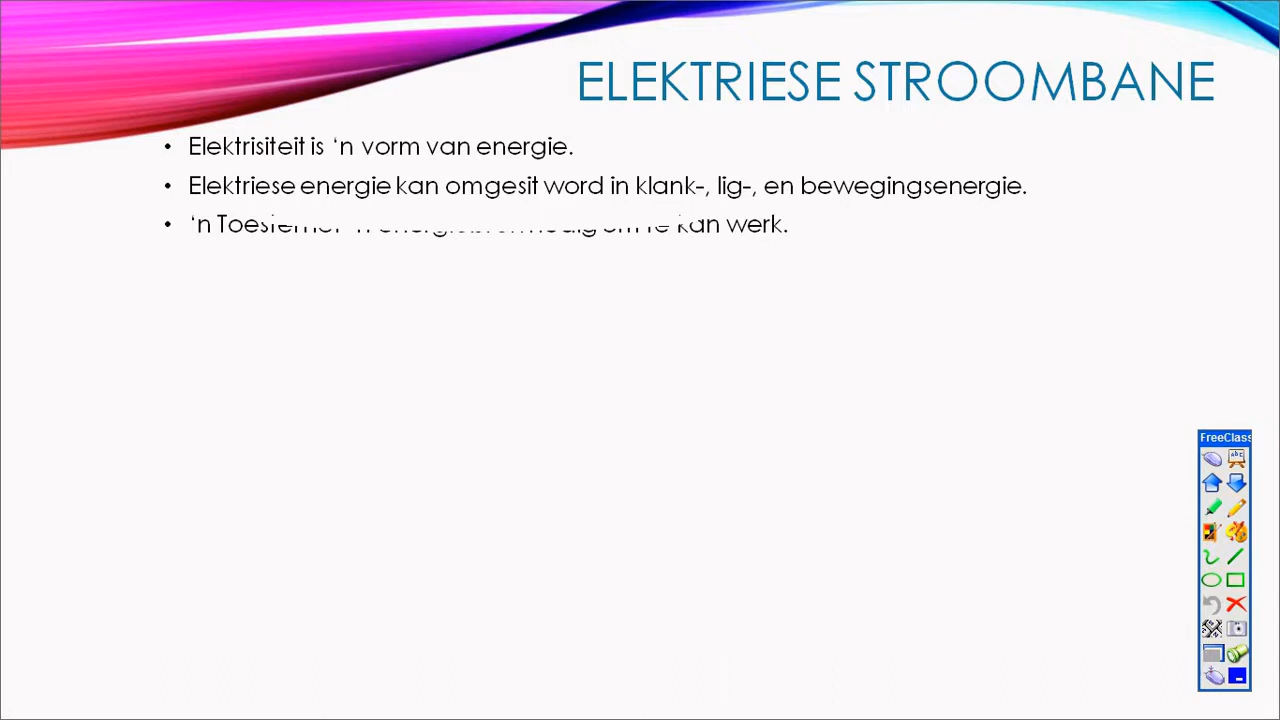 ELEKTRIESE STROOMBANE
• Elektrisiteit is ‘n vorm van energie.
• Elektriese energie kan omgesit word in klank-, lig-, en bewegingsenergie.
• ‘n kan werk.
FreeClass
abc